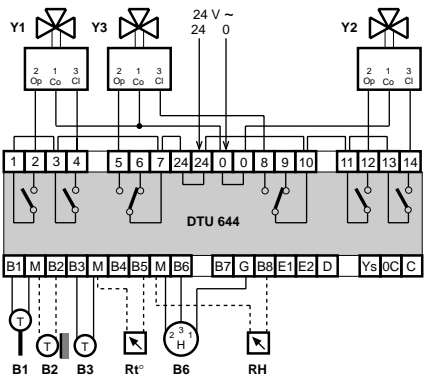 Y1 Y3 24 V ~ Y2
24 0
2 1 3 2 1 3 2 1 3
Op Co Cl Op Co Cl Op Co Cl
1 2 3 4 5 6 7 24 24 0 0 8 9 10 11 12 13 14
DTU 644
B1 M B2 B3 M B4 B5 M B6 B7 G B8 E1 E2 D Ys 0C C
T T T 2 3 1 H
B1 B2 B3 Rt° B6 RH